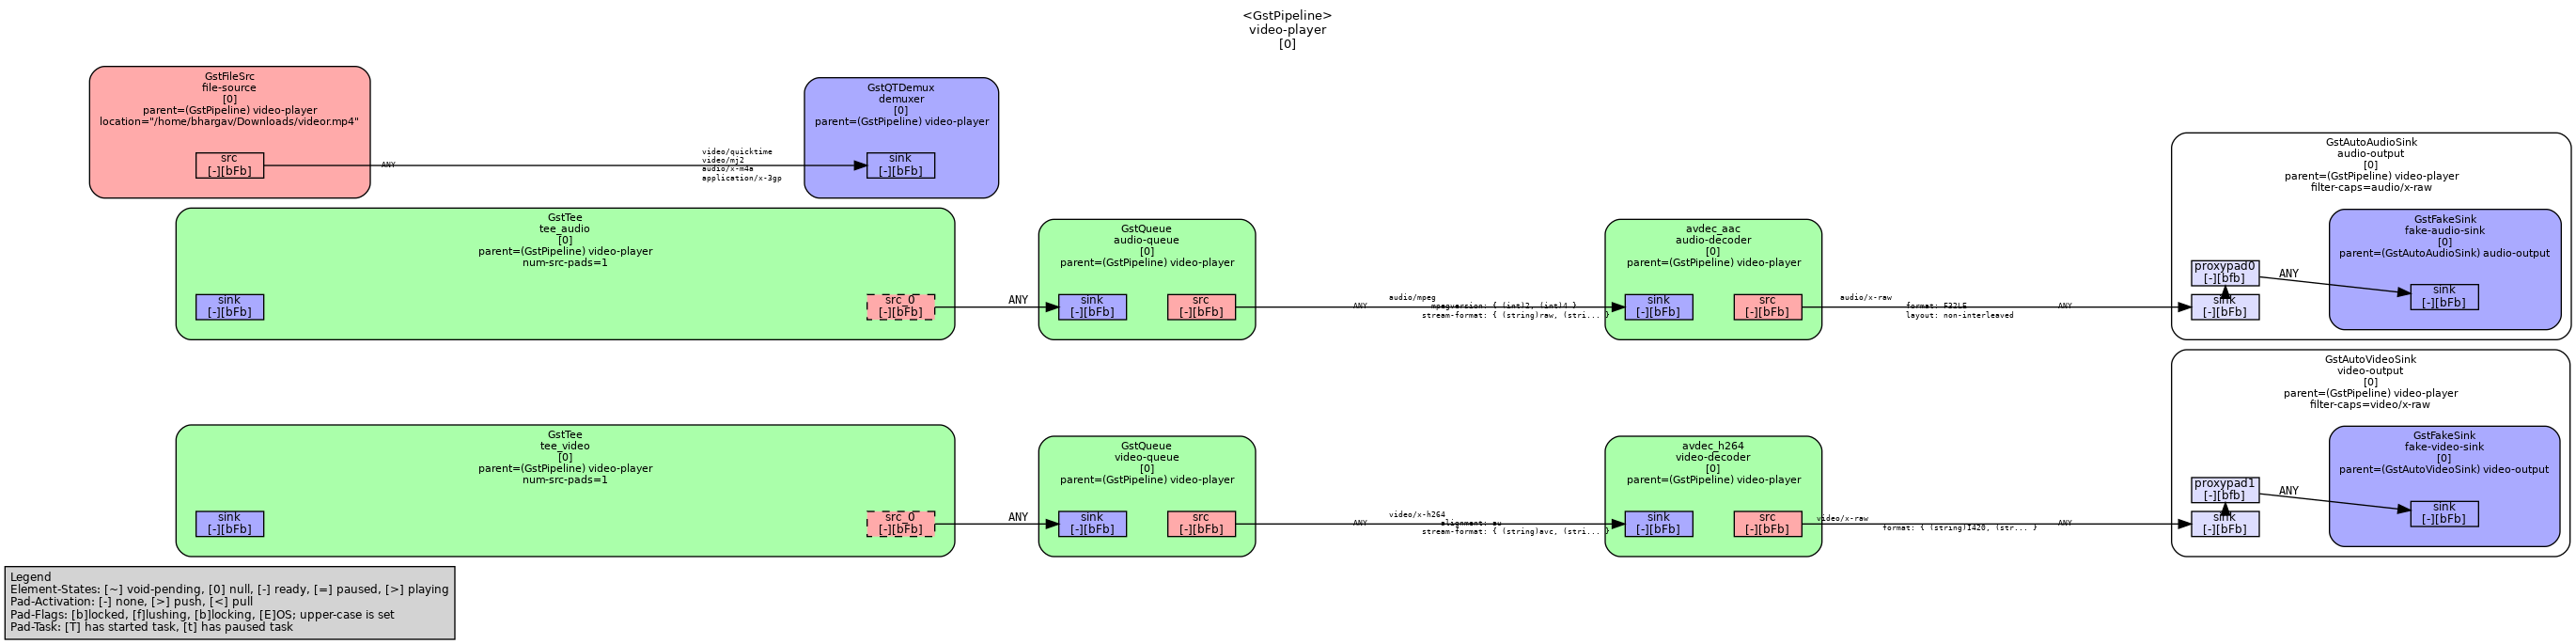 <GstPipeline>
video-player
[0]
GstFileSrc
file-source
[0]
parent=(GstPipeline) video-player
location="/home/bhargav/Downloads/videor.mp4"
src
[-][bFb]
ANY
video/quicktime
video/mj2
audio/x-m4a
application/x-3gp
GstQTDemux
demuxer
[0]
parent=(GstPipeline) video-player
sink
[-][bFb]
GstTee
tee_audio
[0]
parent=(GstPipeline) video-player
num-src-pads=1
sink
[-][bFb]
src_0
[-][bFb]
ANY
GstQueue
audio-queue
[0]
parent=(GstPipeline) video-player
sink
[-][bFb]
src
[-][bFb]
ANY
audio/mpeg
mpegversion: { (int)2, (int)4 }
stream-format: { (string)raw, (stri... }
avdec_aac
audio-decoder
[0]
parent=(GstPipeline) video-player
sink
[-][bFb]
src
[-][bFb]
audio/x-raw
format: F32LE
layout: non-interleaved
ANY
GstAutoAudioSink
audio-output
[0]
parent=(GstPipeline) video-player
filter-caps=audio/x-raw
proxypad0
[-][bfb]
sink
[-][bFb]
ANY
GstFakeSink
fake-audio-sink
[0]
parent=(GstAutoAudioSink) audio-output
sink
[-][bFb]
GstTee
tee_video
[0]
parent=(GstPipeline) video-player
num-src-pads=1
sink
[-][bFb]
src_0
[-][bFb]
ANY
GstQueue
video-queue
[0]
parent=(GstPipeline) video-player
sink
[-][bFb]
src
[-][bFb]
ANY
video/x-h264
alignment: au
stream-format: { (string)avc, (stri... }
avdec_h264
video-decoder
[0]
parent=(GstPipeline) video-player
sink
[-][bFb]
src
[-][bFb]
video/x-raw
format: { (string)I420, (str... }
ANY
GstAutoVideoSink
video-output
[0]
parent=(GstPipeline) video-player
filter-caps=video/x-raw
proxypad1
[-][bfb]
sink
[-][bFb]
ANY
GstFakeSink
fake-video-sink
[0]
parent=(GstAutoVideoSink) video-output
sink
[-][bFb]
Legend
Element-States: [~] void-pending, [0] null, [-] ready, [=] paused, [>] playing
Pad-Activation: [-] none, [>] push, [<] pull
Pad-Flags: [b]locked, [f]lushing, [b]locking, [E]OS; upper-case is set
Pad-Task: [T] has started task, [t] has paused task